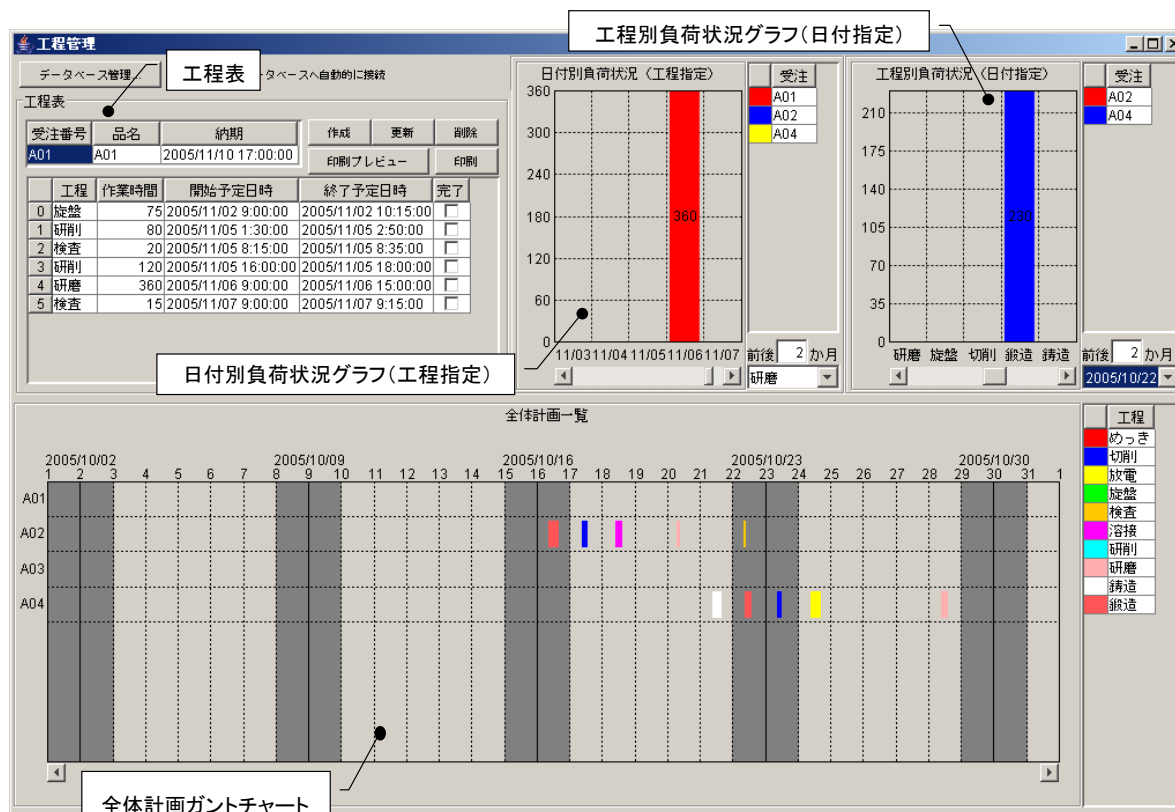 工程別負荷状況グラフ(日付指定)
工程管理
データベース管理...
工程表
タベースへ自動的に接続
工程表
受注番号 品名 納期
A01 A01 2005/11/10 17:00:00
作成 更新 削除
印刷プレビュー 印刷
工程 作業時間 開始予定日時 終了予定日時 完了
0 旋盤 75 2005/11/02 9:00:00 2005/11/02 10:15:00
1 研削 80 2005/11/05 1:30:00 2005/11/05 2:50:00
2 検査 20 2005/11/05 8:15:00 2005/11/05 8:35:00
3 研削 120 2005/11/05 16:00:00 2005/11/05 18:00:00
4 研磨 360 2005/11/06 9:00:00 2005/11/06 15:00:00
5 検査 15 2005/11/07 9:00:00 2005/11/07 9:15:00
日付別負荷状況グラフ(工程指定)
日付別負荷状況(工程指定)
360
300
240
180
120
60
0
360
11/03 11/04 11/05 11/06 11/07
受注
A01
A02
A04
前後 2 か月
研磨
工程別負荷状況(日付指定)
210
175
140
105
70
35
0
230
研磨 旋盤 切削 鍛造 鋳造
受注
A02
A04
前後 2 か月
2005/10/22
全体計画一覧
2005/10/02 2005/10/09 2005/10/16 2005/10/23 2005/10/30
1 2 3 4 5 6 7 8 9 10 11 12 13 14 15 16 17 18 19 20 21 22 23 24 25 26 27 28 29 30 31 1
A01
A02
A03
A04
工程
めっき
切削
放電
旋盤
検査
溶接
研削
研磨
鋳造
鍛造
全体計画ガントチャート